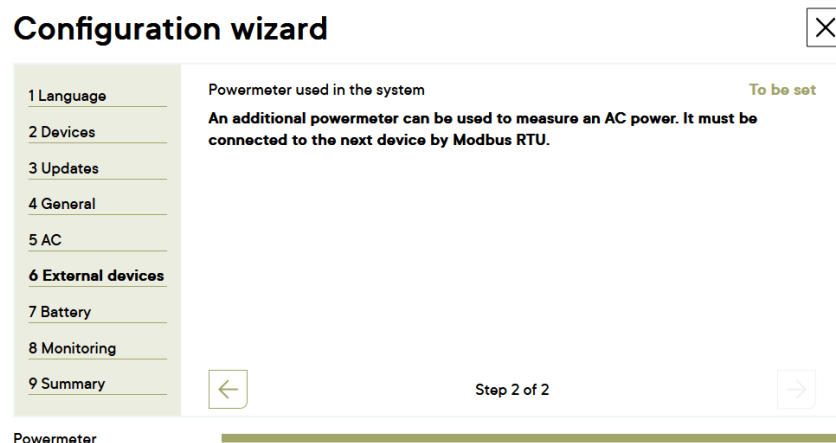 Configuration wizard
1 Language
2 Devices
3 Updates
4 General
5 AC
6 External devices
7 Battery
8 Monitoring
9 Summary
Powermeter used in the system
To be set
An additional powermeter can be used to measure an AC power. It must be
connected to the next device by Modbus RTU.
Step 2 of 2
Powermeter